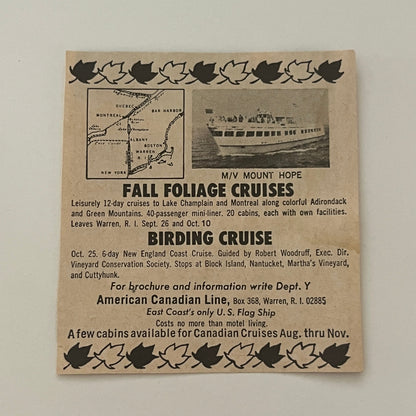 QUEBEC
MONTREAL
BAR HARBOR
ALBANY
BOSTON
WARREN
R. I.
NEW YORK
M/V MOUNT HOPE
FALL FOLIAGE CRUISES
Leisurely 12-day cruises to Lake Champlain and Montreal along colorful Adirondack
and Green Mountains. 40-passenger mini-liner. 20 cabins, each with own facilities.
Leaves Warren, R. I. Sept. 26 and Oct. 10
BIRDING CRUISE
Oct. 25. 6-day New England Coast Cruise. Guided by Robert Woodruff, Exec. Dir.
Vineyard Conservation Society. Stops at Block Island, Nantucket, Martha's Vineyard,
and Cuttyhunk.
For brochure and information write Dept. Y
American Canadian Line, Box 368, Warren, R. I. 02885
East Coast's only U. S. Flag Ship
Costs no more than motel living.
A few cabins available for Canadian Cruises Aug. thru Nov.